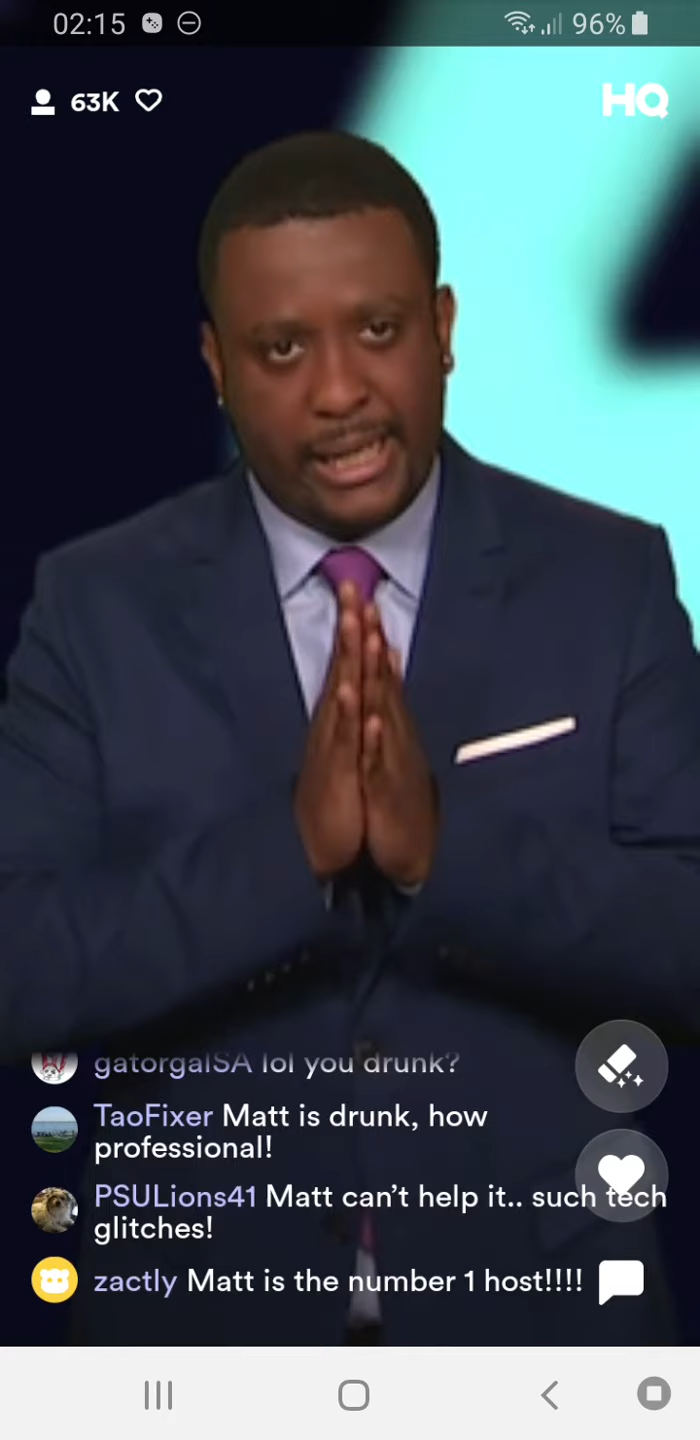 02:15
96%
63K
HQ
gatorgalSA lol you drunk?
TaoFixer Matt is drunk, how
professional!
PSULions41 Matt can't help it.. such tech
glitches!
zactly Matt is the number 1 host!!!!